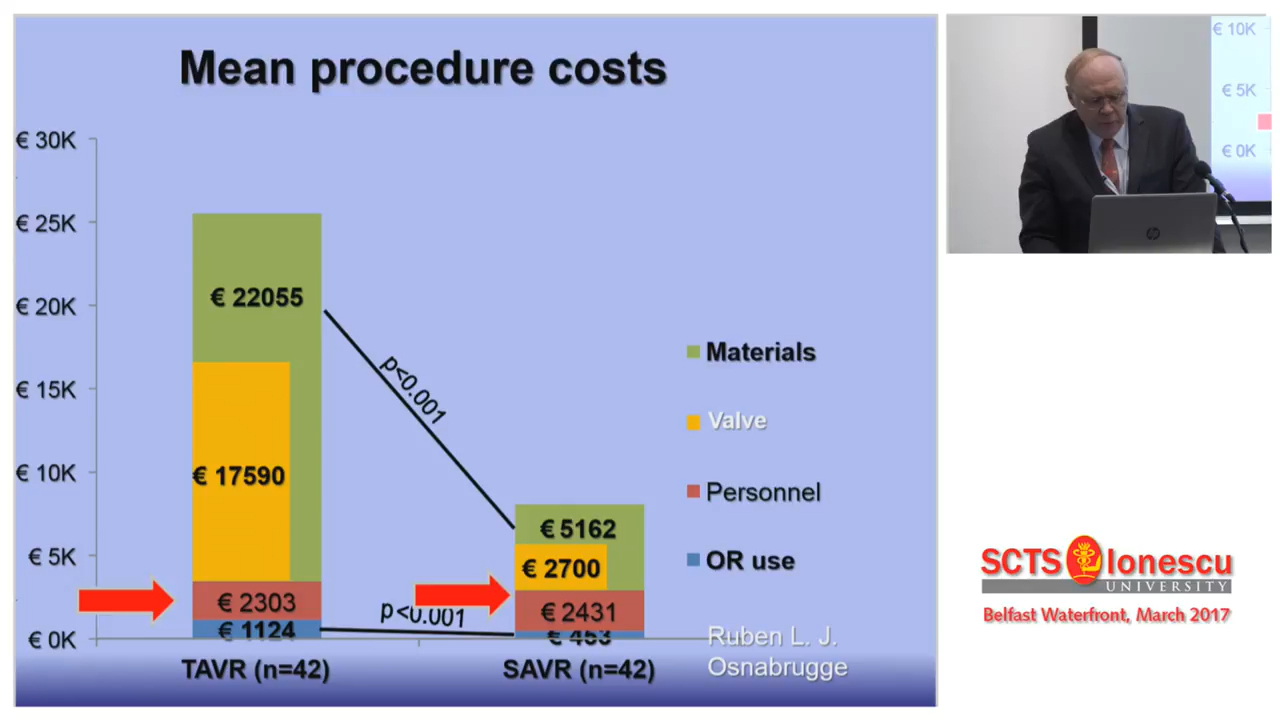 Mean procedure costs
€ 30K
€ 25K
€ 20K
€ 15K
€ 10K
€ 5K
€ 0K
€ 22055
€ 17590
€ 2303
€ 1124
p<0.001
p<0.001
€ 5162
€ 2700
€ 2431
€ 453
TAVR (n=42)
SAVR (n=42)
Materials
Valve
Personnel
OR use
Ruben L. J.
Osnabrugge
€ 10K
€ 5K
€ 0K
hp
SCTS Ionescu
UNIVERSITY
Belfast Waterfront, March 2017